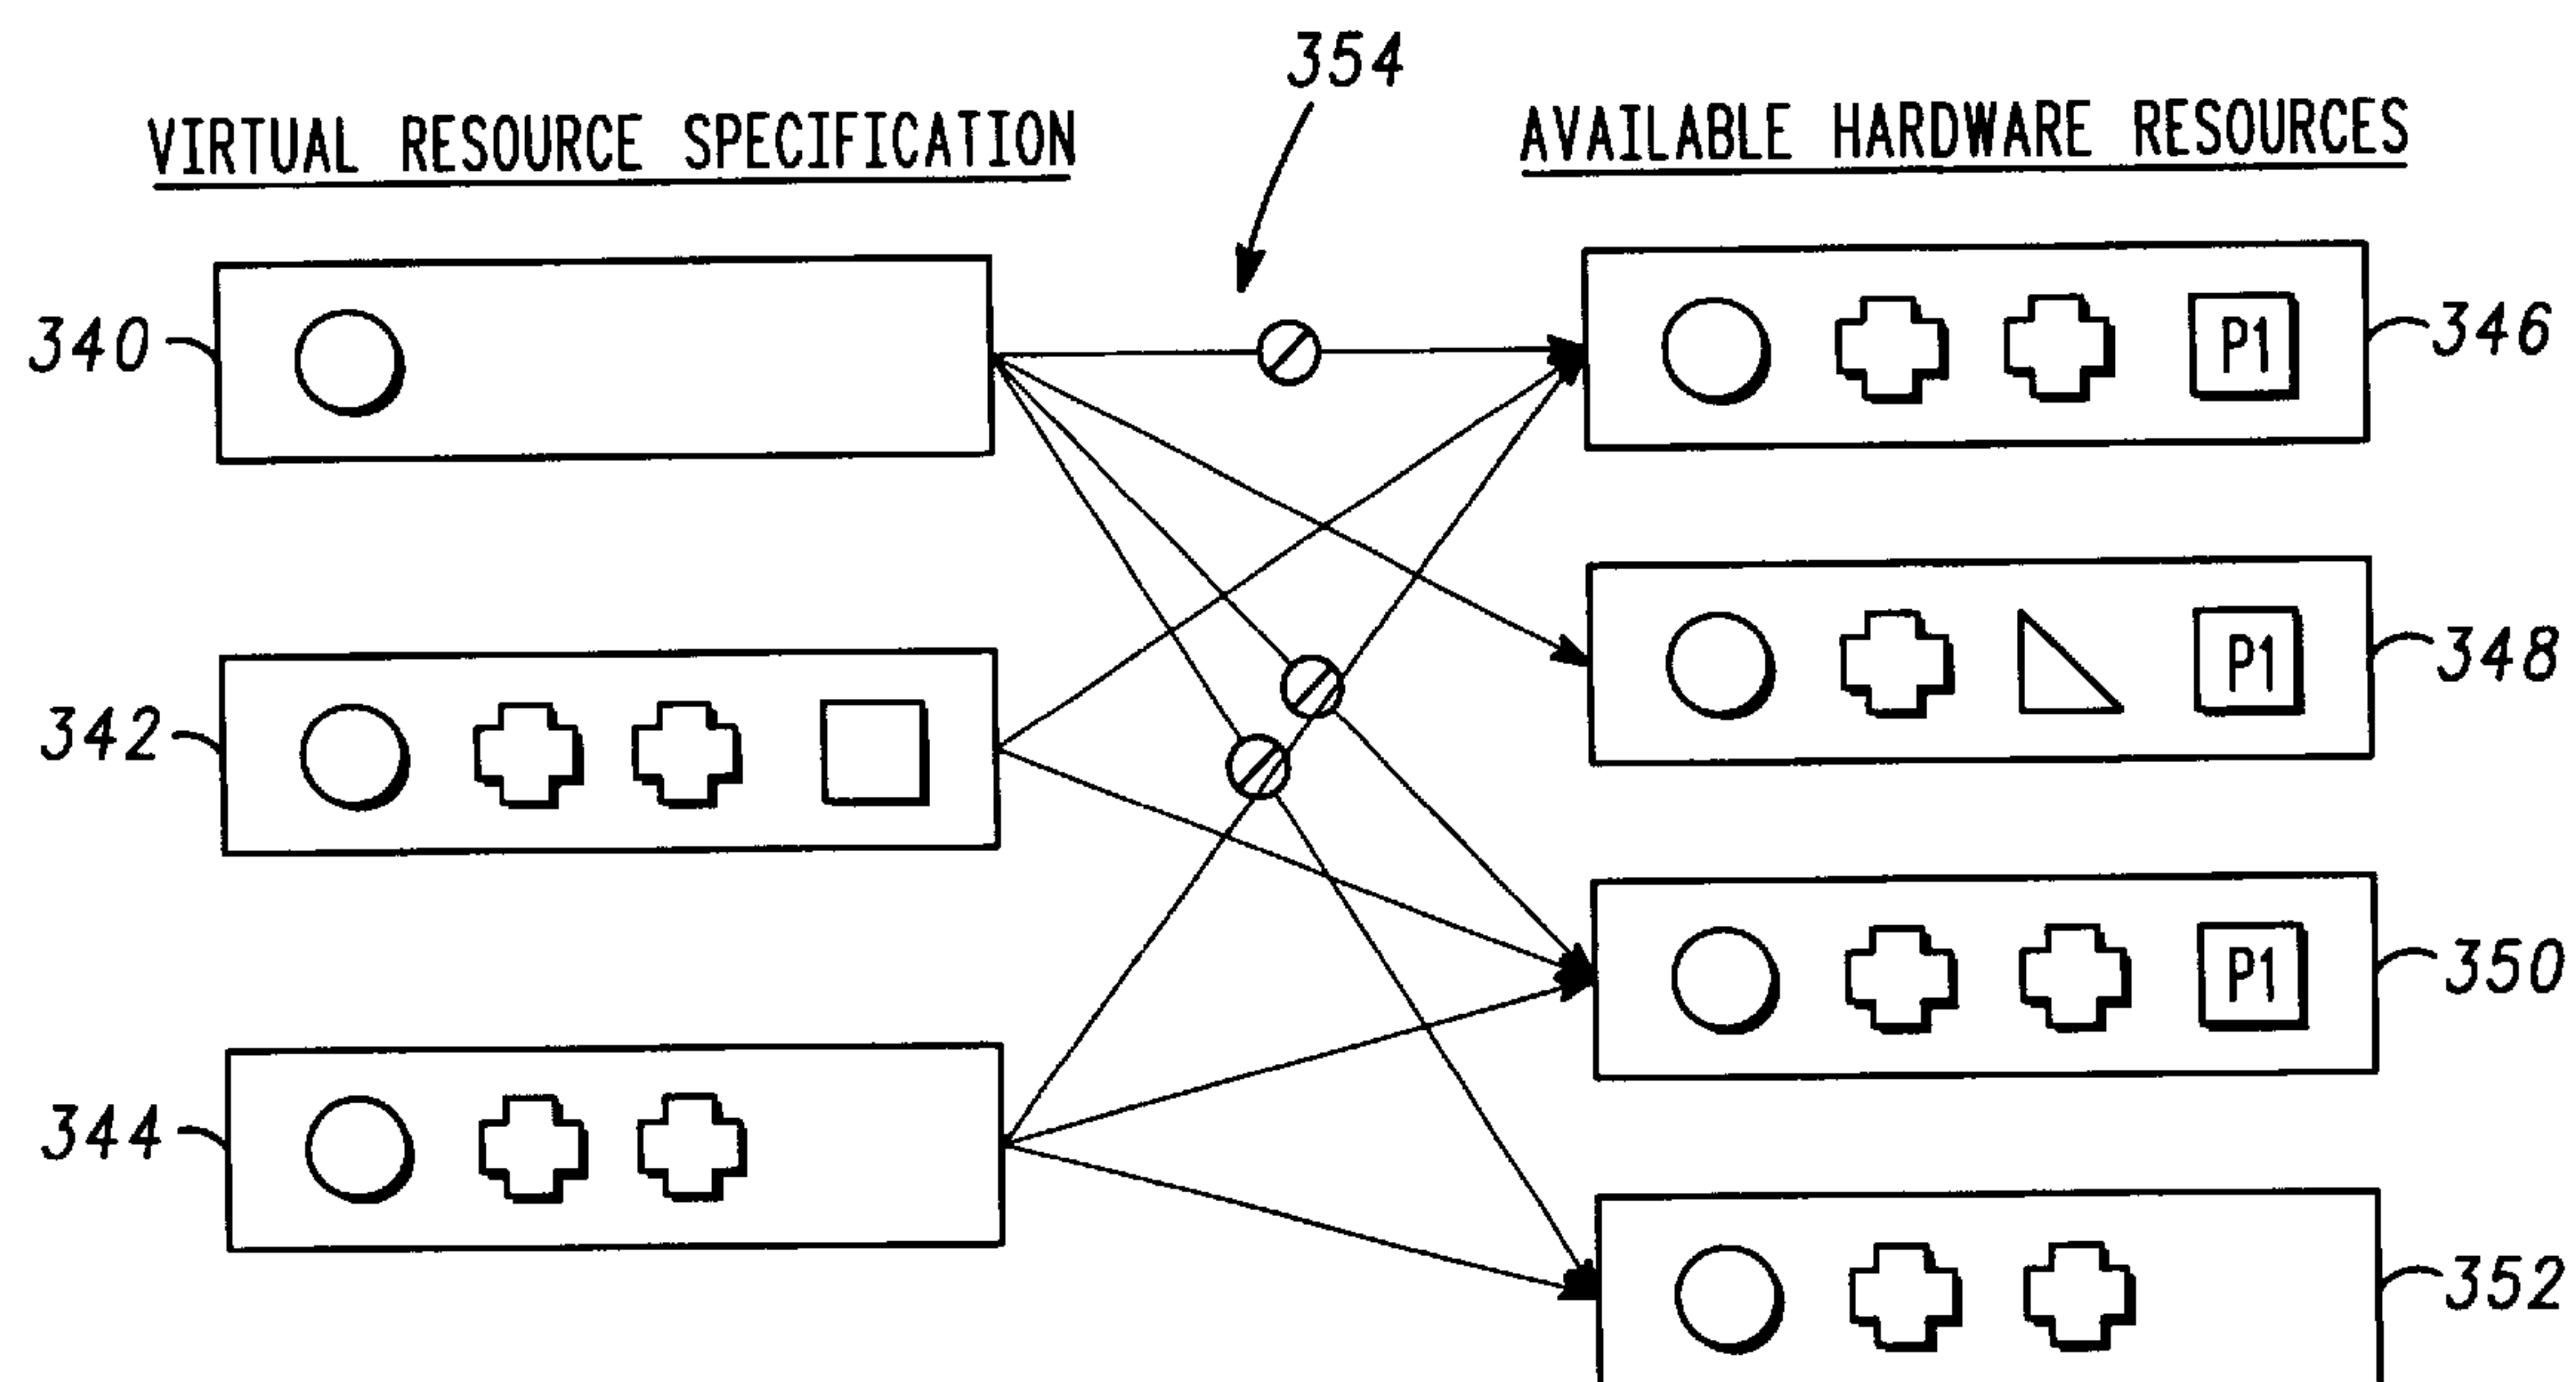 354
VIRTUAL RESOURCE SPECIFICATION
AVAILABLE HARDWARE RESOURCES
340
P1
346
P1
348
342
P1
350
344
352